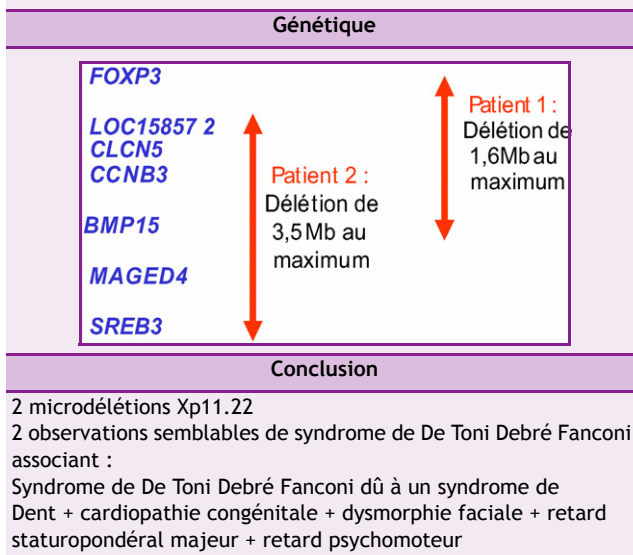 Génétique
FOXP3
LOC15857 2
CLCN5
CCNB3
BMP15
MAGED4
SREB3
Patient 2 :
Délétion de
3,5 Mb au
maximum
Patient 1 :
Délétion de
1,6Mb au
maximum
Conclusion
2 microdélétions Xp11.22
2 observations semblables de syndrome de De Toni Debré Fanconi
associant :
Syndrome de De Toni Debré Fanconi dû à un syndrome de
Dent + cardiopathie congénitale + dysmorphie faciale + retard
staturopondéral majeur + retard psychomoteur